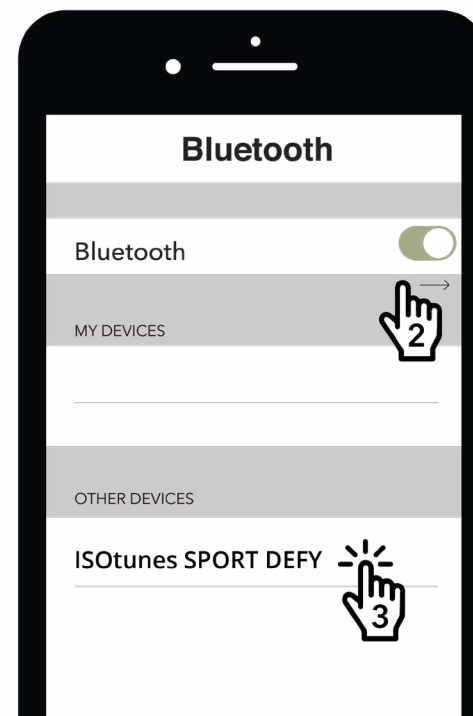 Bluetooth
Bluetooth
2
MY DEVICES
OTHER DEVICES
ISOtunes SPORT DEFY
3